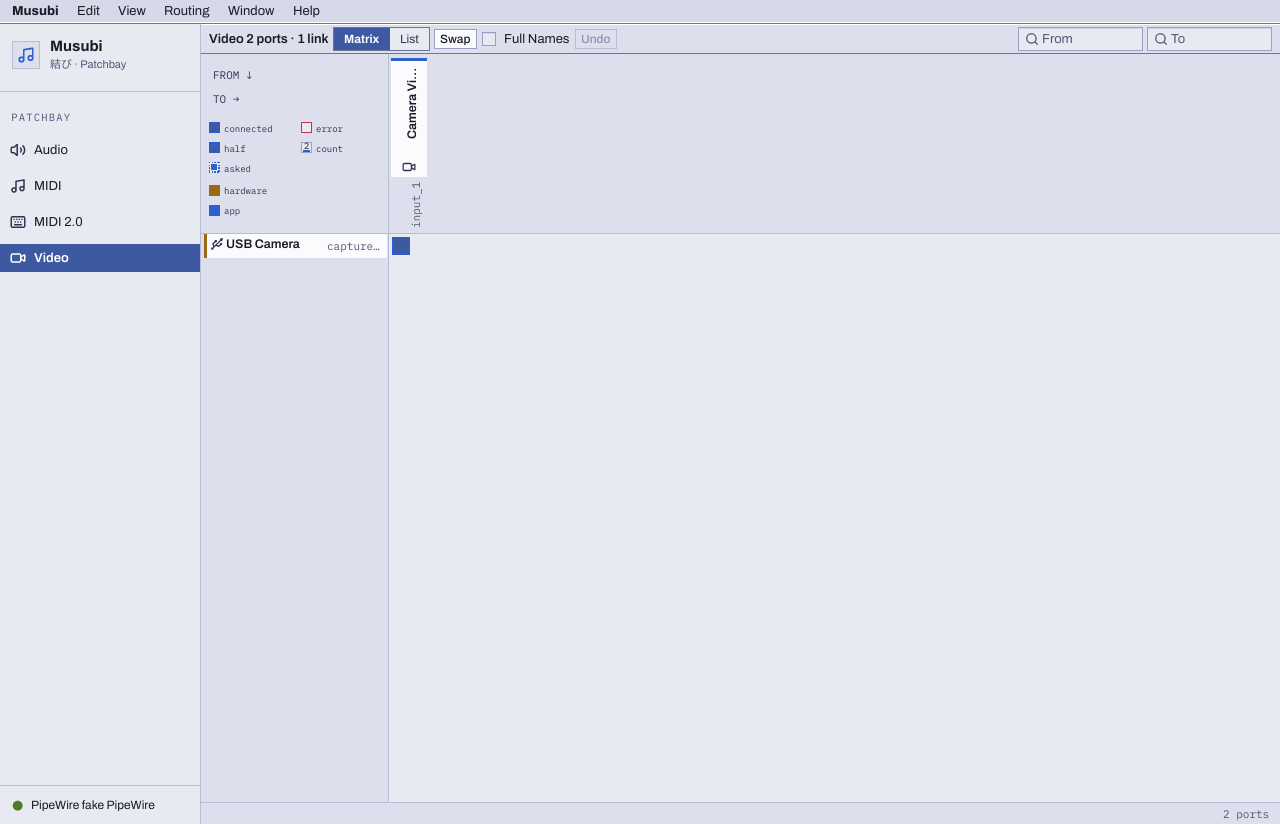 Musubi Edit View Routing Window Help
Musubi
結び · Patchbay
Video 2 ports · 1 link Matrix List Swap Full Names Undo From To
PATCHBAY
Audio
MIDI
MIDI 2.0
Video
FROM ↓
TO →
connected error
half 2 count
asked
hardware
app
Camera Vi...
input_1
USB Camera capture…
PipeWire fake PipeWire
2 ports